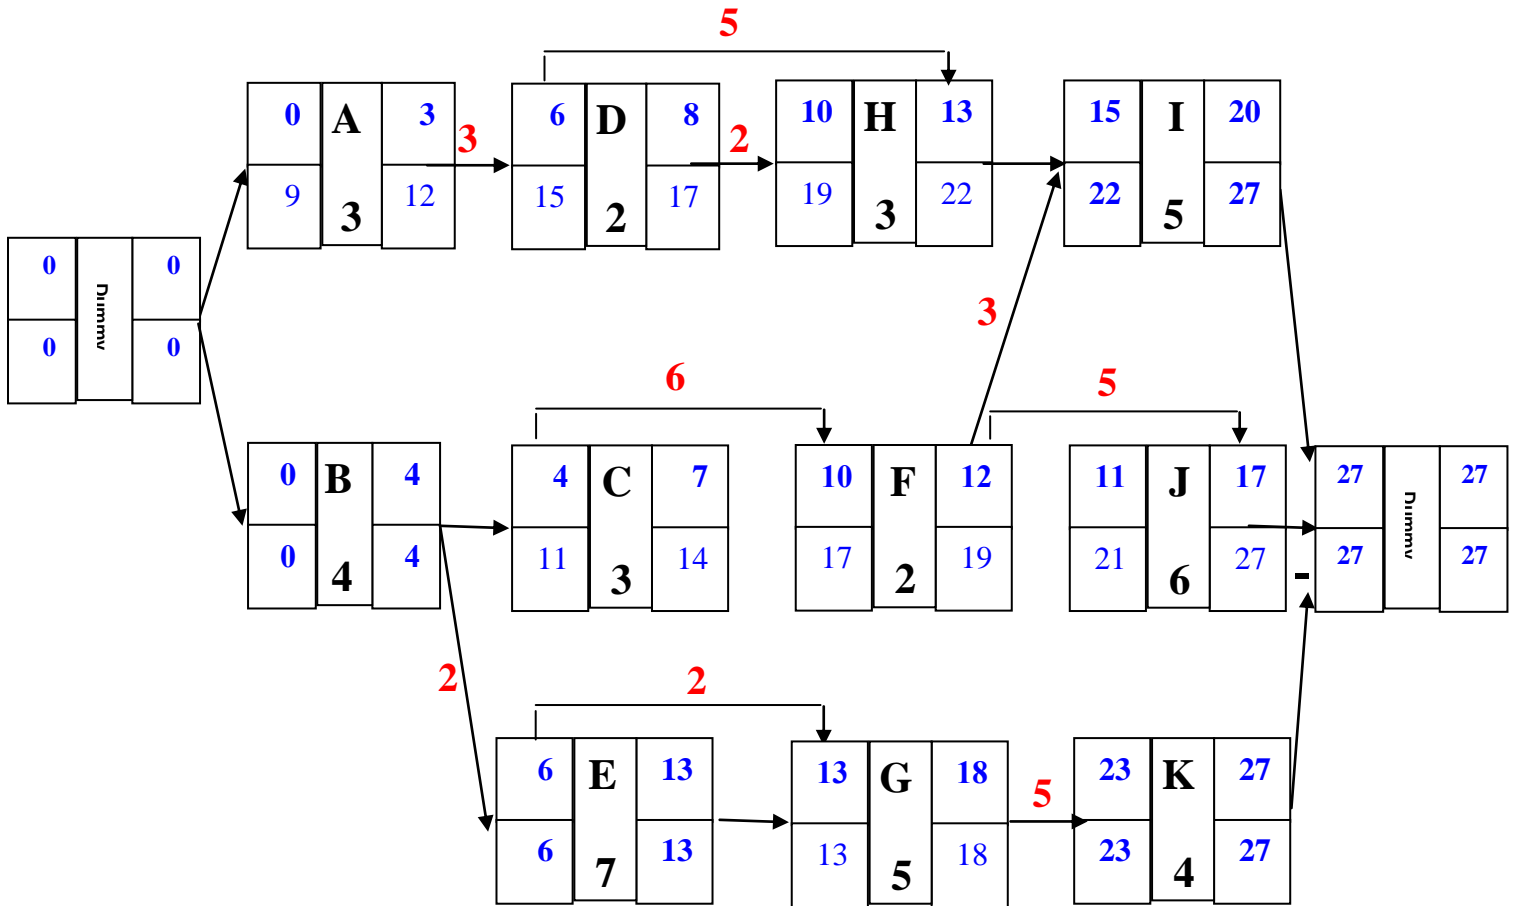 5
0 A 3
3
6 D 8
2
10 H 13
15 I 20
9 3 12
15 2 17
19 3 22
22 5 27
0 Dummy 0
0 0
3
6
5
0 B 4
4 C 7
10 F 12
11 J 17
27 Dummy 27
0 4 4
11 3 14
17 2 19
21 6 27
-
27 27
2
2
6 E 13
13 G 18
5
23 K 27
6 7 13
13 5 18
23 4 27